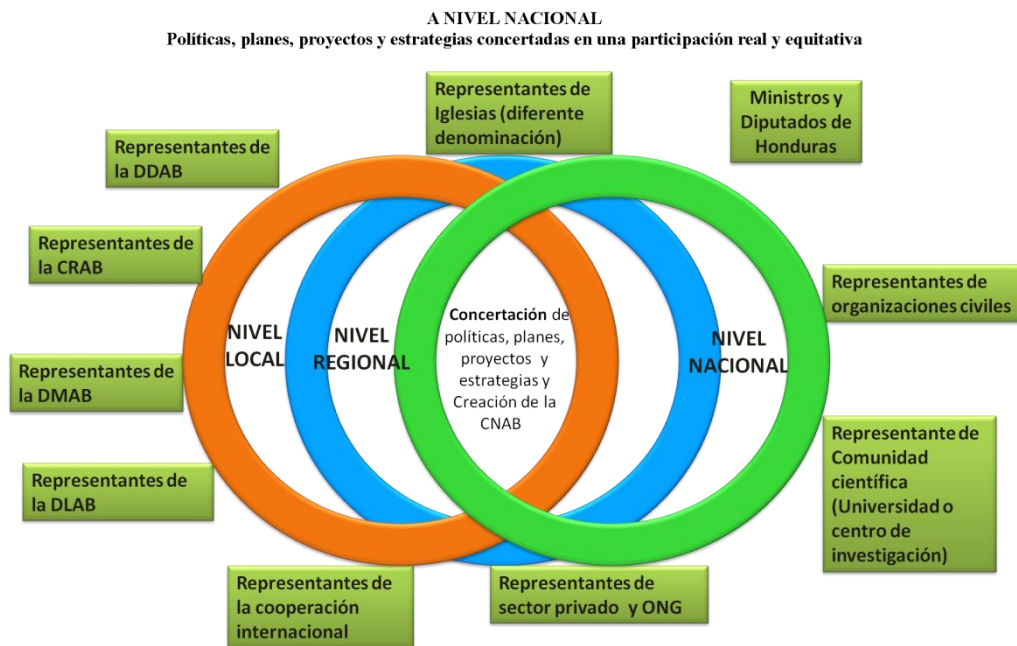 A NIVEL NACIONAL
Políticas, planes, proyectos y estrategias concertadas en una participación real y equitativa
Representantes de
Iglesias (diferente
denominación)
Ministros y
Diputados de
Honduras
Representantes de
la DDAB
Representantes de
la CRAB
Representantes de
organizaciones civiles
NIVEL
LOCAL
NIVEL
REGIONAL
Concertación de
políticas, planes,
proyectos y
estrategias y
Creación de la
CNAB
NIVEL
NACIONAL
Representantes de
la DMAB
Representantes de
la DLAB
Representante de
Comunidad
científica
(Universidad o
centro de
investigación)
Representantes de
la cooperación
internacional
Representantes de
sector privado y ONG